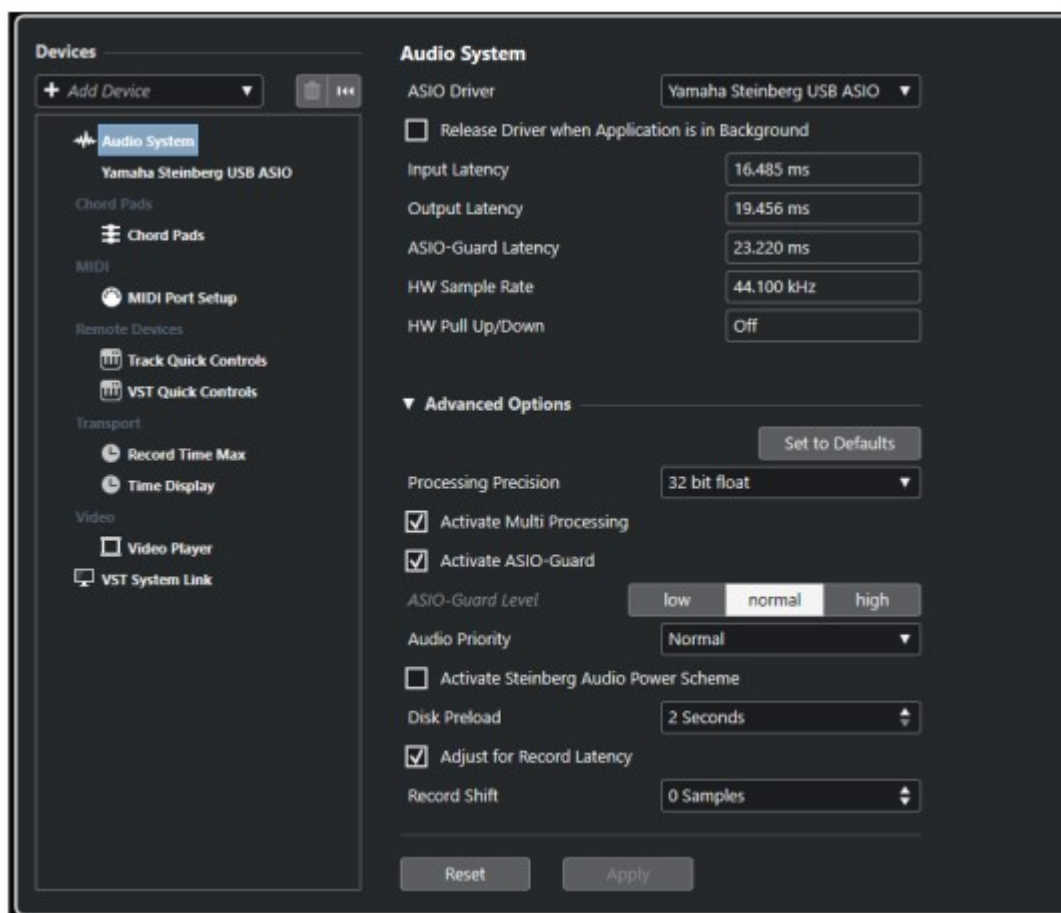 Devices
Add Device
Audio System
Yamaha Steinberg USB ASIO
Chord Pads
Chord Pads
MIDI
MIDI Port Setup
Remote Devices
Track Quick Controls
VST Quick Controls
Transport
Record Time Max
Time Display
Video
Video Player
VST System Link
Audio System
ASIO Driver Yamaha Steinberg USB ASIO
Release Driver when Application is in Background
Input Latency 16.485 ms
Output Latency 19.456 ms
ASIO-Guard Latency 23.220 ms
HW Sample Rate 44.100 kHz
HW Pull Up/Down Off
Advanced Options
Set to Defaults
Processing Precision 32 bit float
Activate Multi Processing
Activate ASIO-Guard
ASIO-Guard Level low normal high
Audio Priority Normal
Activate Steinberg Audio Power Scheme
Disk Preload 2 Seconds
Adjust for Record Latency
Record Shift 0 Samples
Reset Apply